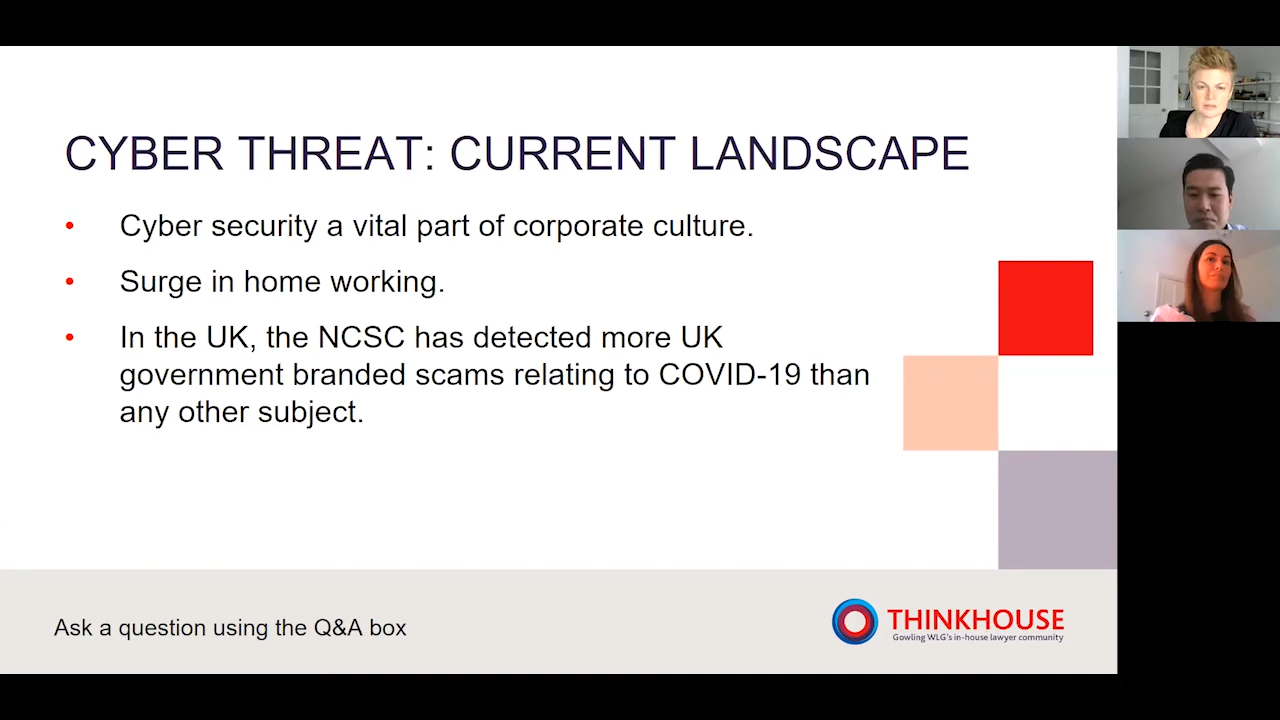 CYBER THREAT: CURRENT LANDSCAPE
• Cyber security a vital part of corporate culture.
• Surge in home working.
• In the UK, the NCSC has detected more UK
government branded scams relating to COVID-19 than
any other subject.
Ask a question using the Q&A box
THINKHOUSE
Gowling WLG's in-house lawyer community